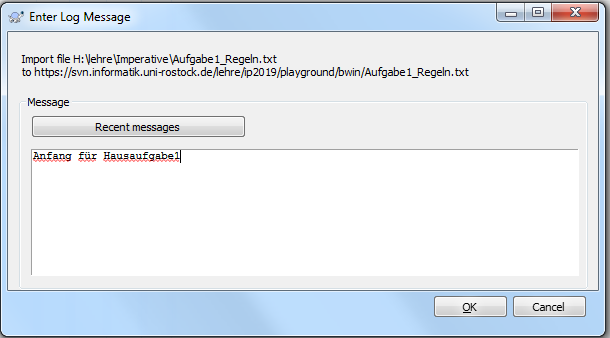 Enter Log Message
Import file H:\lehre\Imperative\Aufgabe1_Regeln.txt
to https://svn.informatik.uni-rostock.de/lehre/ip2019/playground/bwin/Aufgabe1_Regeln.txt
Message
Recent messages
Anfang für Hausaufgabe1
OK
Cancel